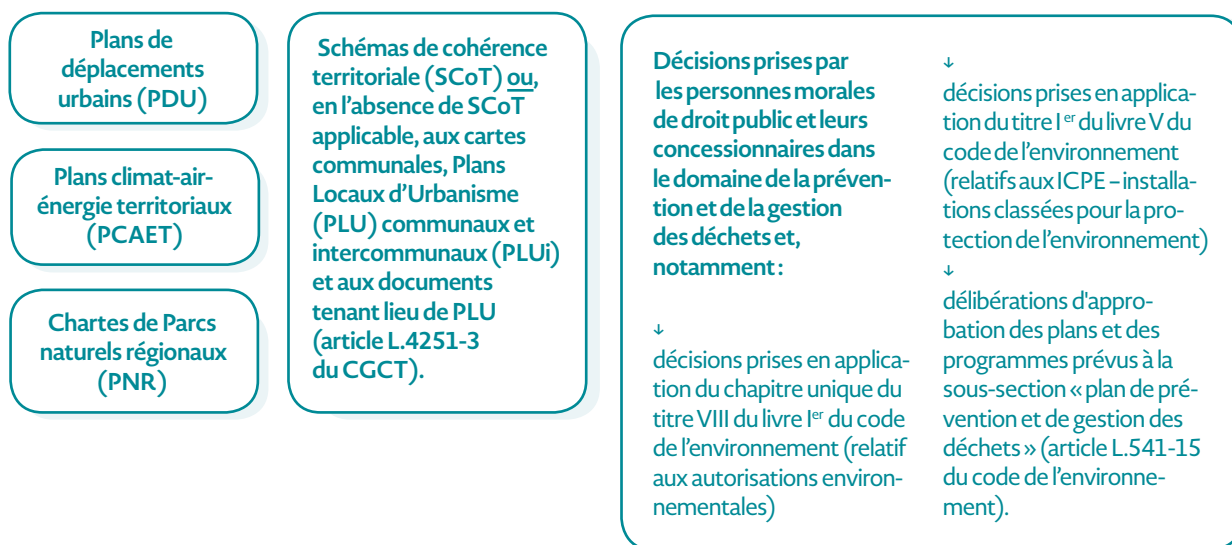 Plans de
déplacements
urbains (PDU)
Plans climat-air-
énergie territoriaux
(PCAET)
Chartes de Parcs
naturels régionaux
(PNR)
Schémas de cohérence
territoriale (SCoT) ou,
en l’absence de SCoT
applicable, aux cartes
communales, Plans
Locaux d’Urbanisme
(PLU) communaux et
intercommunaux (PLUi)
et aux documents
tenant lieu de PLU
(article L.4251-3
du CGCT).
Décisions prises par
les personnes morales
de droit public et leurs
concessionnaires dans
le domaine de la préven-
tion et de la gestion
des déchets et,
notamment :
↓
décisions prises en applica-
tion du chapitre unique du
titre VIII du livre Ier du code
de l’environnement (relatif
aux autorisations environ-
nementales)
↓
décisions prises en applica-
tion du titre I er du livre V du
code de l’environnement
(relatifs aux ICPE – installa-
tions classées pour la pro-
tection de l’environnement)
↓
délibérations d'appro-
bation des plans et des
programmes prévus à la
sous-section « plan de pré-
vention et de gestion des
déchets » (article L.541-15
du code de l’environne-
ment).